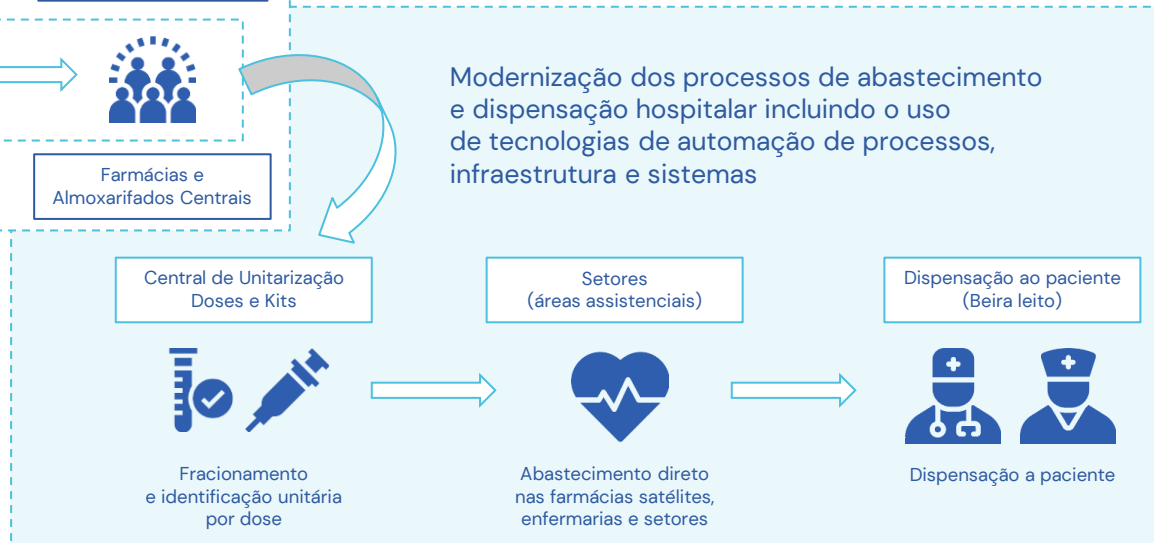 Modernização dos processos de abastecimento
e dispensação hospitalar incluindo o uso
de tecnologias de automação de processos,
infraestrutura e sistemas
Farmácias e
Almoxarifados Centrais
Central de Unitarização
Doses e Kits
Setores
(áreas assistenciais)
Dispensação ao paciente
(Beira leito)
Fracionamento
e identificação unitária
por dose
Abastecimento direto
nas farmácias satélites,
enfermarias e setores
Dispensação a paciente